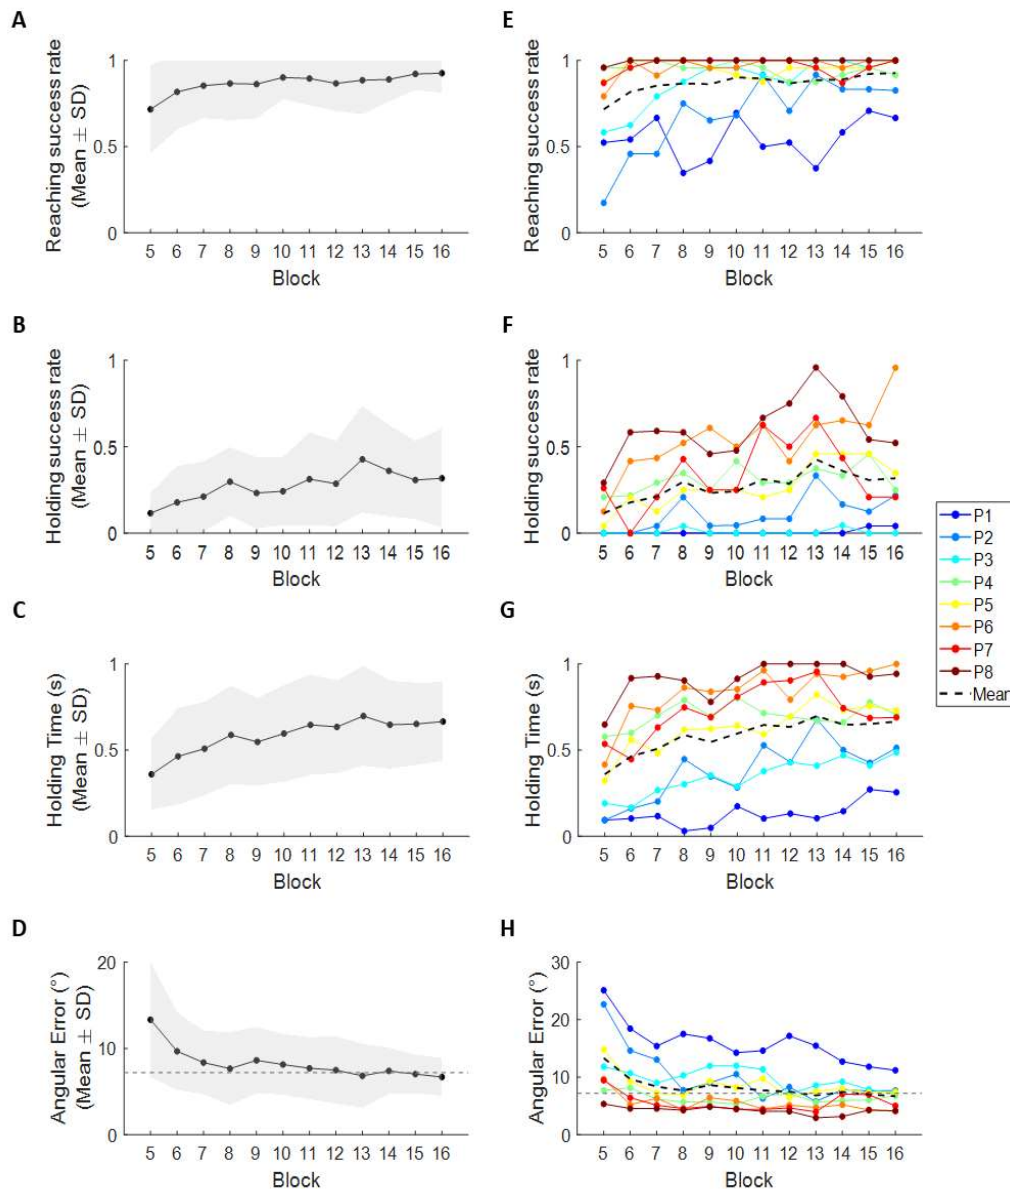 A
Reaching success rate
(Mean ± SD)
1
0.5
0
5 6 7 8 9 10 11 12 13 14 15 16
Block
E
Reaching success rate
1
0.5
0
5 6 7 8 9 10 11 12 13 14 15 16
Block
B
Holding success rate
(Mean ± SD)
1
0.5
0
5 6 7 8 9 10 11 12 13 14 15 16
Block
F
Holding success rate
1
0.5
0
5 6 7 8 9 10 11 12 13 14 15 16
Block
C
Holding Time (s)
(Mean ± SD)
1
0.5
0
5 6 7 8 9 10 11 12 13 14 15 16
Block
G
Holding Time (s)
1
0.5
0
5 6 7 8 9 10 11 12 13 14 15 16
Block
D
Angular Error (°)
(Mean ± SD)
20
10
0
5 6 7 8 9 10 11 12 13 14 15 16
Block
H
Angular Error (°)
30
20
10
0
5 6 7 8 9 10 11 12 13 14 15 16
Block
P1
P2
P3
P4
P5
P6
P7
P8
Mean